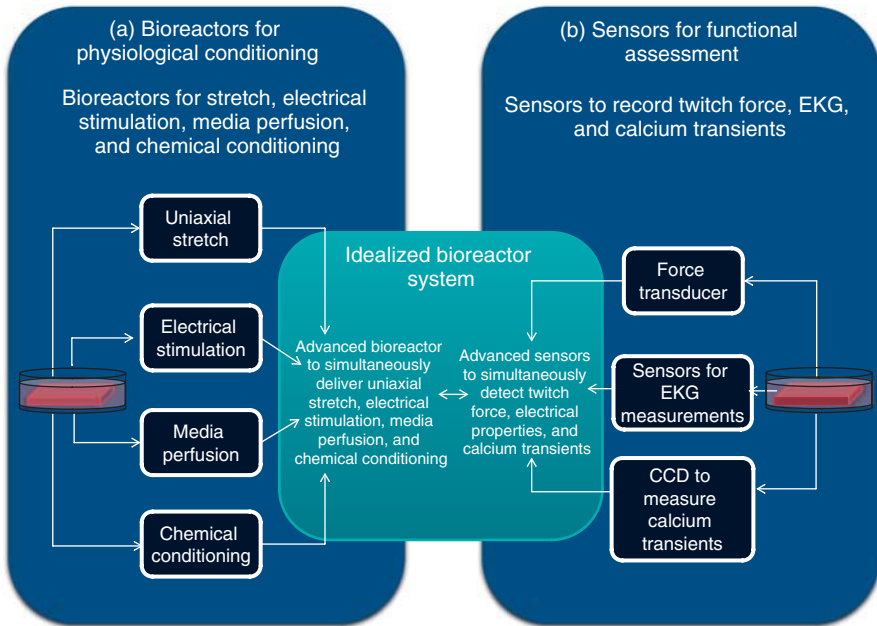 (a) Bioreactors for
physiological conditioning
Bioreactors for stretch, electrical
stimulation, media perfusion,
and chemical conditioning
Uniaxial
stretch
Electrical
stimulation
Media
perfusion
Chemical
conditioning
Idealized bioreactor
system
Advanced bioreactor
to simultaneously
deliver uniaxial
stretch, electrical
stimulation, media
perfusion, and
chemical conditioning
Advanced sensors
to simultaneously
detect twitch
force, electrical
properties, and
calcium transients
(b) Sensors for functional
assessment
Sensors to record twitch force, EKG,
and calcium transients
Force
transducer
Sensors for
EKG
measurements
CCD to
measure
calcium
transients